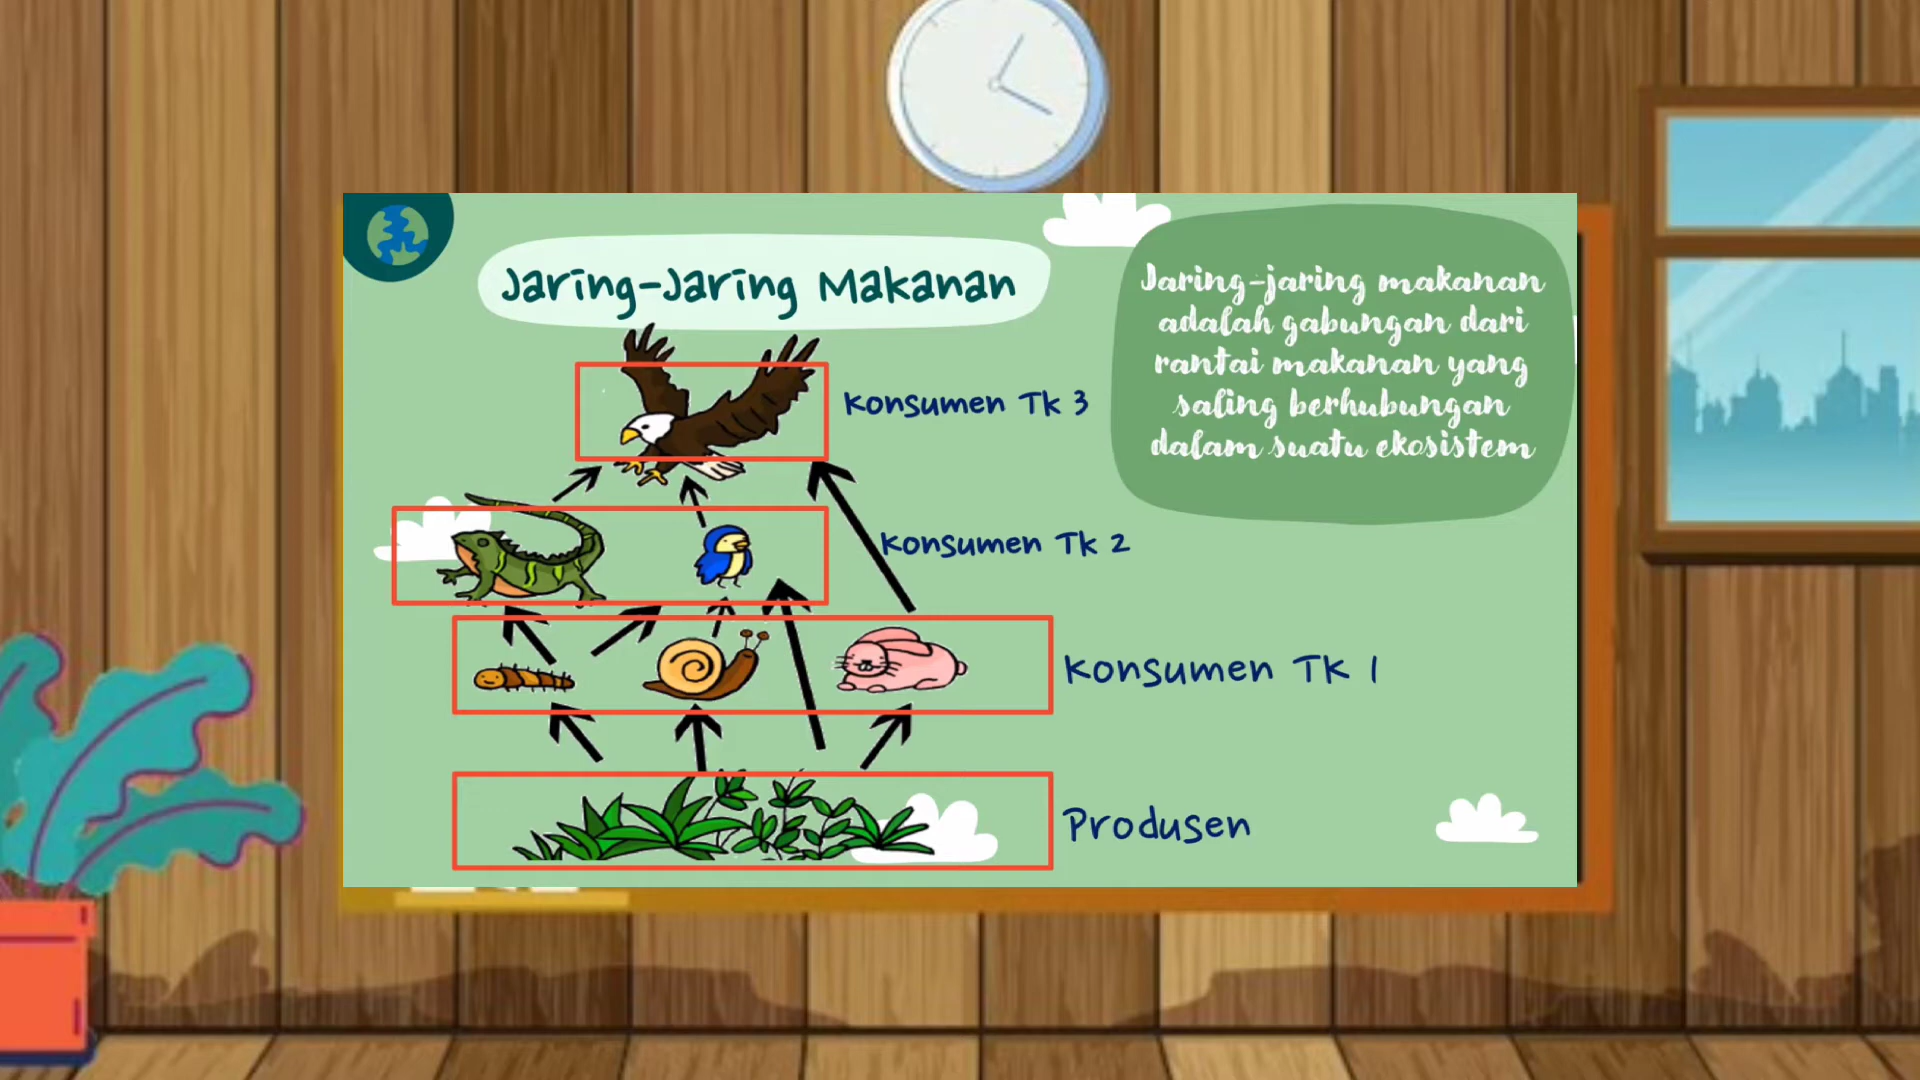 Jaring-Jaring Makanan
Jaring-jaring makanan
adalah gabungan dari
rantai makanan yang
saling berhubungan
dalam suatu ekosistem
Konsumen Tk 3
Konsumen Tk 2
Konsumen Tk 1
Produsen